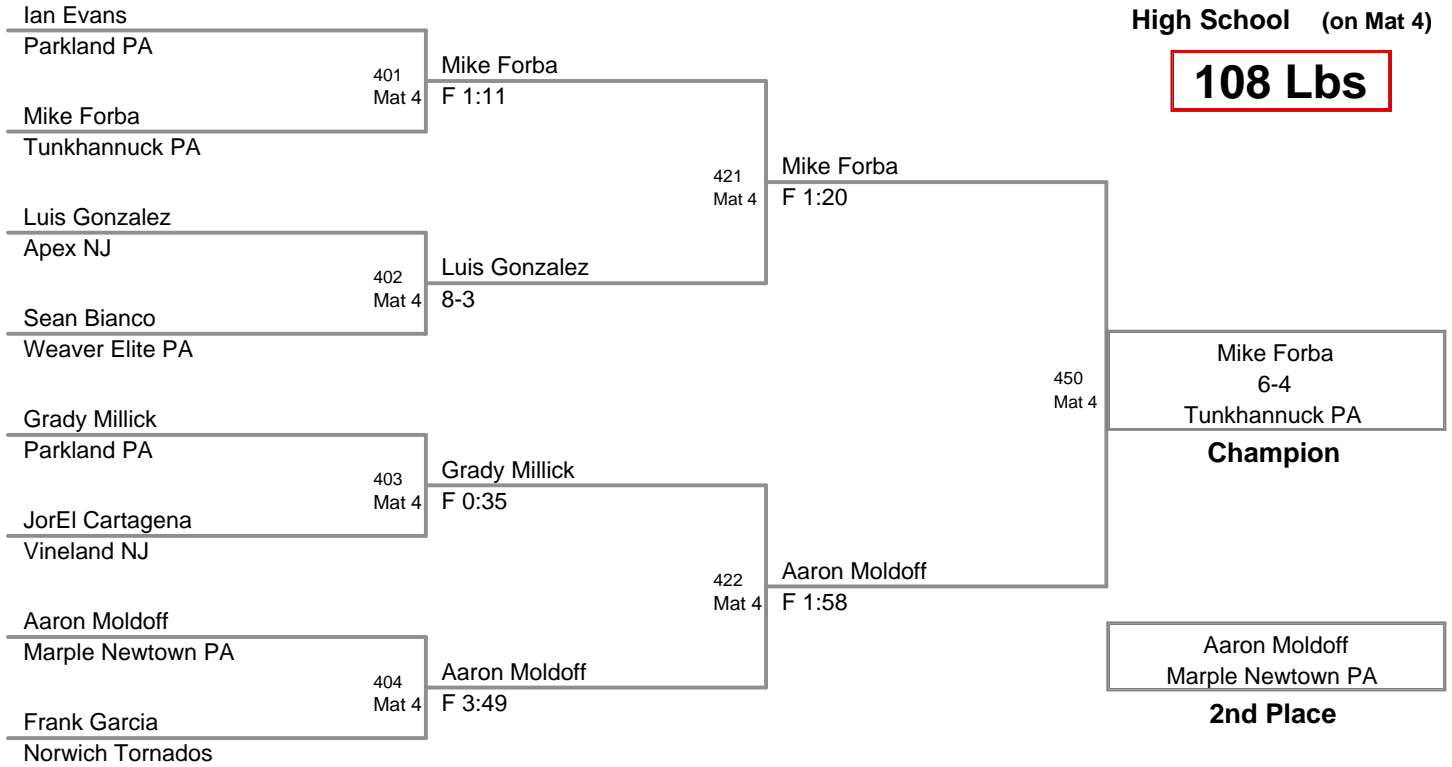 High School (on Mat 4)
108 Lbs
Ian Evans
Parkland PA
401
Mat 4
Mike Forba
F 1:11
Mike Forba
Tunkhannuck PA
421
Mat 4
Mike Forba
F 1:20
Luis Gonzalez
Apex NJ
402
Mat 4
Luis Gonzalez
8-3
Sean Bianco
Weaver Elite PA
450
Mat 4
Mike Forba
6-4
Tunkhannuck PA
Champion
Grady Millick
Parkland PA
403
Mat 4
Grady Millick
F 0:35
JorEl Cartagena
Vineland NJ
422
Mat 4
Aaron Moldoff
F 1:58
Aaron Moldoff
Marple Newtown PA
404
Mat 4
Aaron Moldoff
F 3:49
Frank Garcia
Norwich Tornados
Aaron Moldoff
Marple Newtown PA
2nd Place